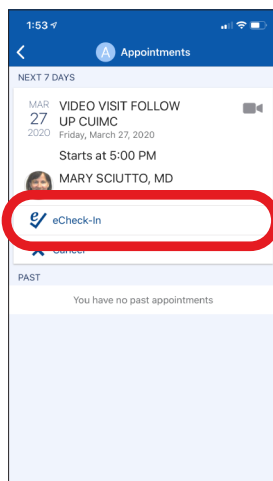 1:53
A Appointments
NEXT 7 DAYS
MAR
27
2020
VIDEO VISIT FOLLOW
UP CUIMC
Friday, March 27, 2020
Starts at 5:00 PM
MARY SCIUTTO, MD
eCheck-In
Cancel
PAST
You have no past appointments